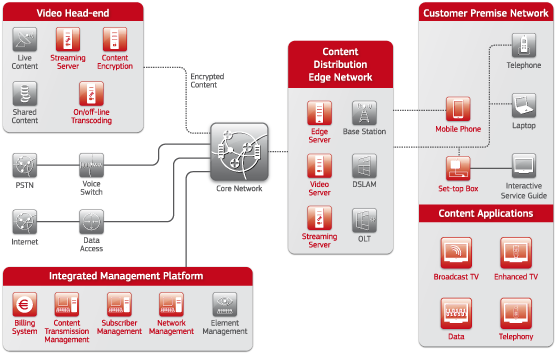 Video Head-end
Live
Content
Streaming
Server
Content
Encryption
Shared
Content
On/off-line
Transcoding
Encrypted
Content
PSTN
Voice
Switch
Internet
Data
Access
Core Network
Integrated Management Platform
€
Billing
System
Content
Transmission
Management
Subscriber
Management
Network
Management
Element
Management
Content
Distribution
Edge Network
Edge
Server
Base Station
Video
Server
DSLAM
Streaming
Server
OLT
Customer Premise Network
Telephone
Mobile Phone
Laptop
Set-top Box
Interactive
Service Guide
Content Applications
Broadcast TV
Enhanced TV
Data
Telephony